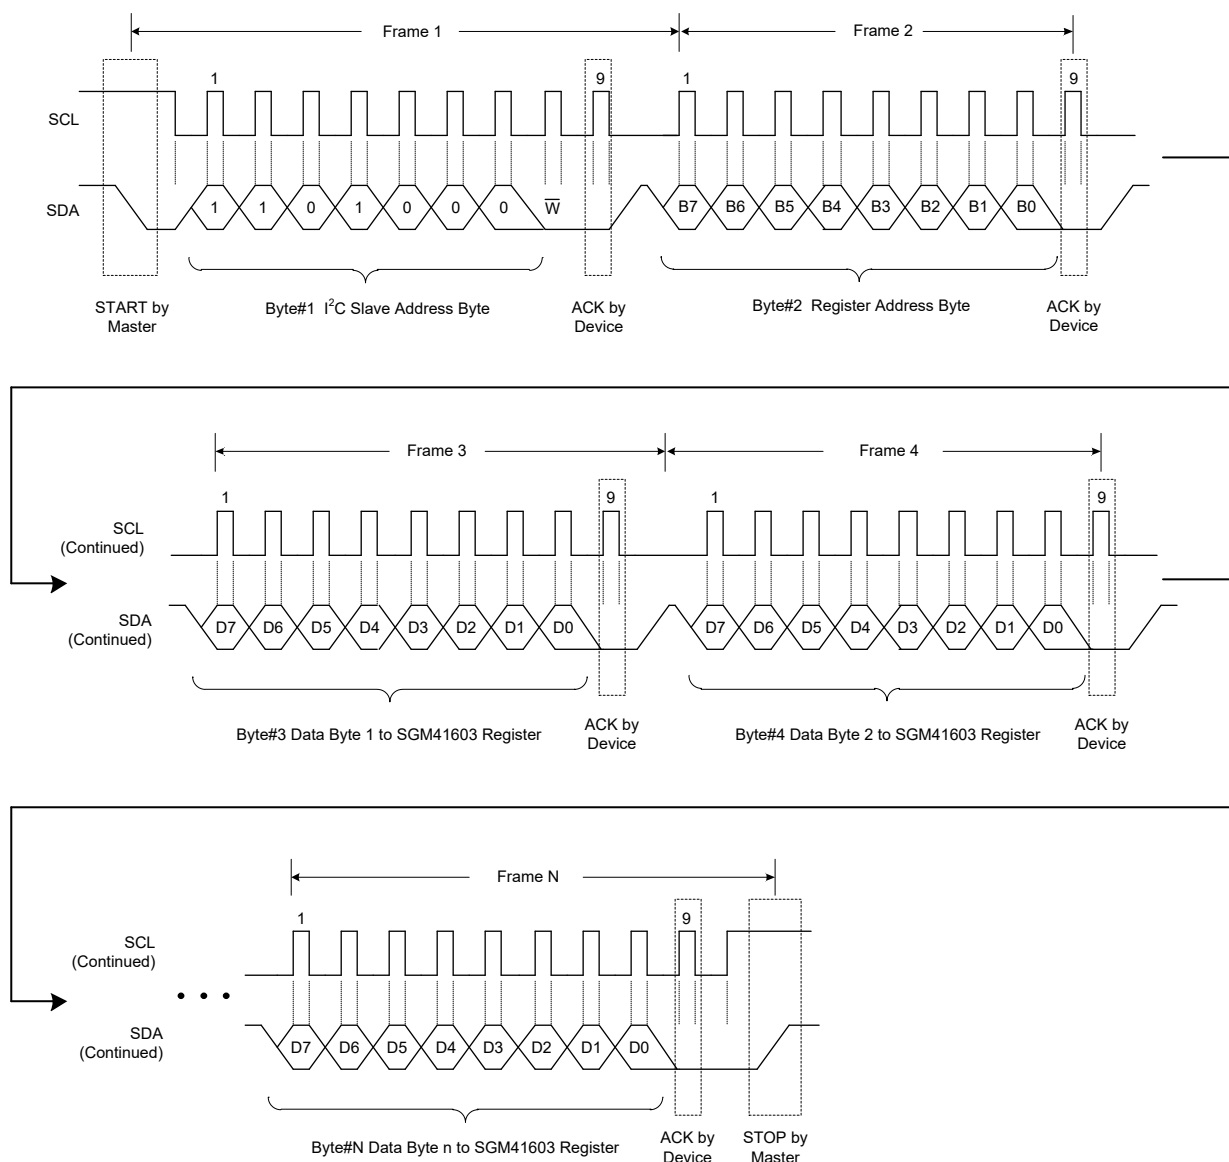 Frame 1 Frame 2
1 9 1 9
SCL
SDA 1 1 0 1 0 0 0 W̅ B7 B6 B5 B4 B3 B2 B1 B0
START by Master
Byte#1 I²C Slave Address Byte
ACK by Device
Byte#2 Register Address Byte
ACK by Device
Frame 3 Frame 4
1 9 1 9
SCL
(Continued)
SDA
(Continued)
D7 D6 D5 D4 D3 D2 D1 D0 D7 D6 D5 D4 D3 D2 D1 D0
Byte#3 Data Byte 1 to SGM41603 Register
ACK by
Device
Byte#4 Data Byte 2 to SGM41603 Register
ACK by
Device
Frame N
1 9
SCL
(Continued)
• • •
SDA
(Continued)
D7 D6 D5 D4 D3 D2 D1 D0
Byte#N Data Byte n to SGM41603 Register
ACK by
Device
STOP by
Master